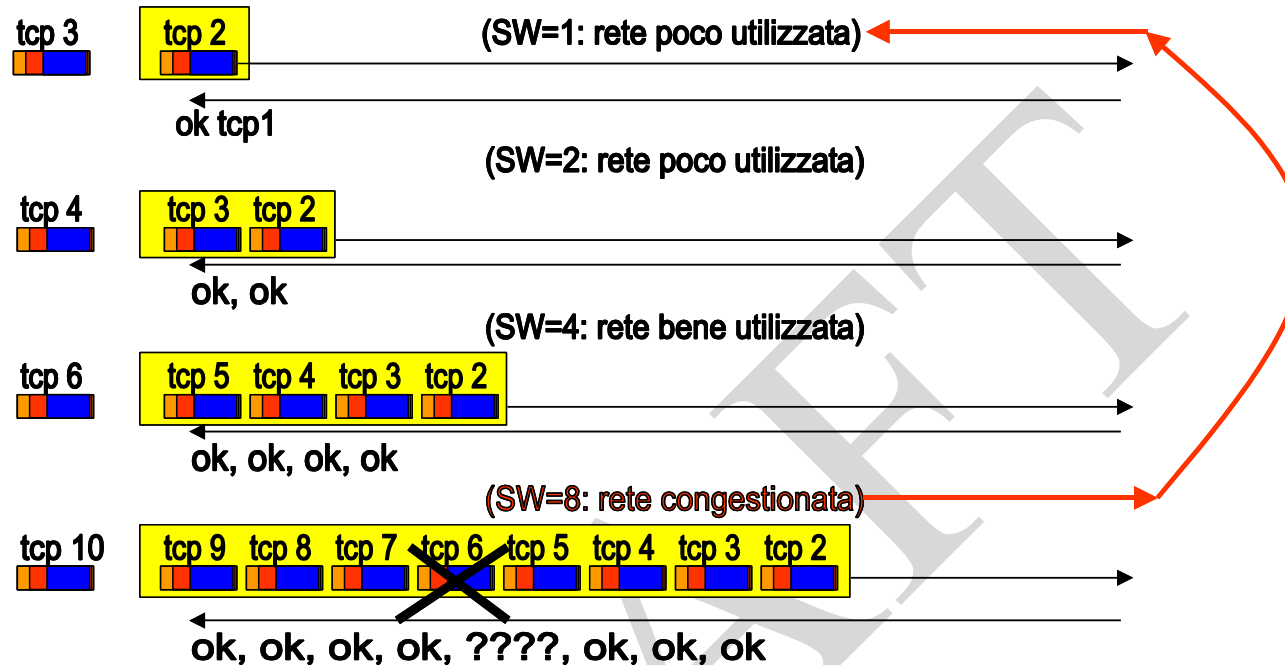 tcp 3 tcp 2 (SW=1: rete poco utilizzata)
ok tcp1
(SW=2: rete poco utilizzata)
tcp 4 tcp 3 tcp 2
ok, ok
(SW=4: rete bene utilizzata)
tcp 6 tcp 5 tcp 4 tcp 3 tcp 2
ok, ok, ok, ok
(SW=8: rete congestionata)
tcp 10 tcp 9 tcp 8 tcp 7 tcp 6 tcp 5 tcp 4 tcp 3 tcp 2
ok, ok, ok, ok, ????, ok, ok, ok
AFT